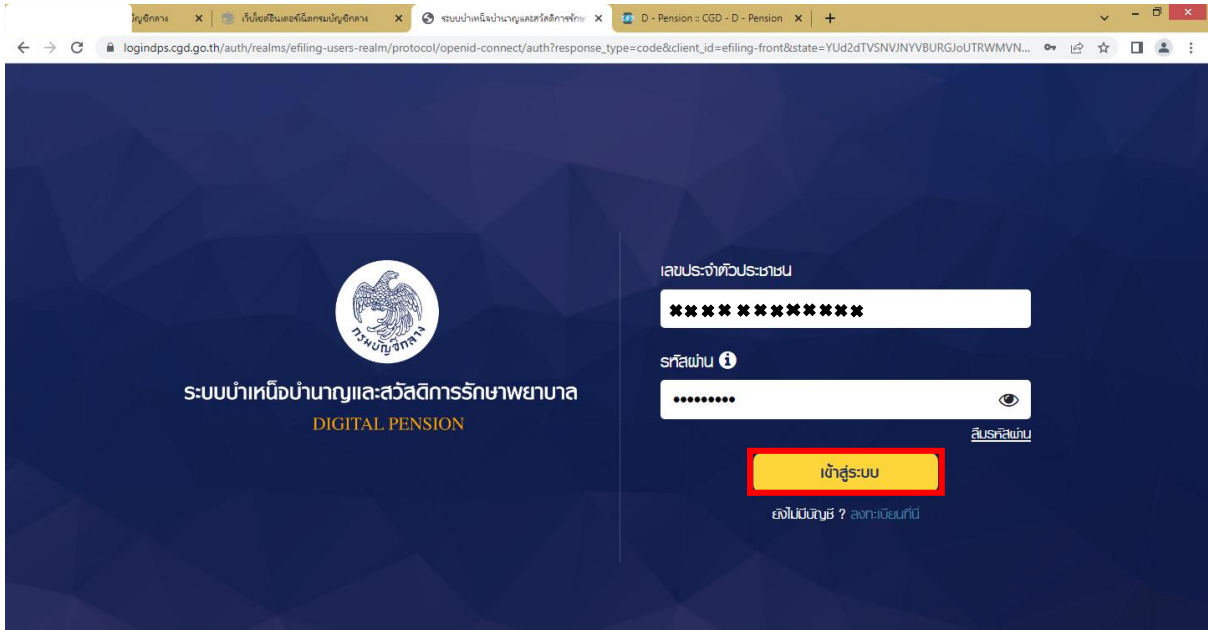 ัญชีกลาง
เว็บไซต์อินเตอร์เน็ตกรมบัญชีกลาง
ระบบบำเหน็จบำนาญและสวัสดิการรักษ
D - Pension :: CGD - D - Pension
logindps.cgd.go.th/auth/realms/efiling-users-realm/protocol/openid-connect/auth?response_type=code&client_id=efiling-front&state=YUd2dTVSNVJNYVBURGJoUTRWMVN...
เลขประจำตัวประชาชน
กรมบัญชีกลาง
รหัสผ่าน
ระบบบำเหน็จบำนาญและสวัสดิการรักษาพยาบาล
DIGITAL PENSION
ลืมรหัสผ่าน
เข้าสู่ระบบ
ยังไม่มีบัญชี ? ลงทะเบียนที่นี่